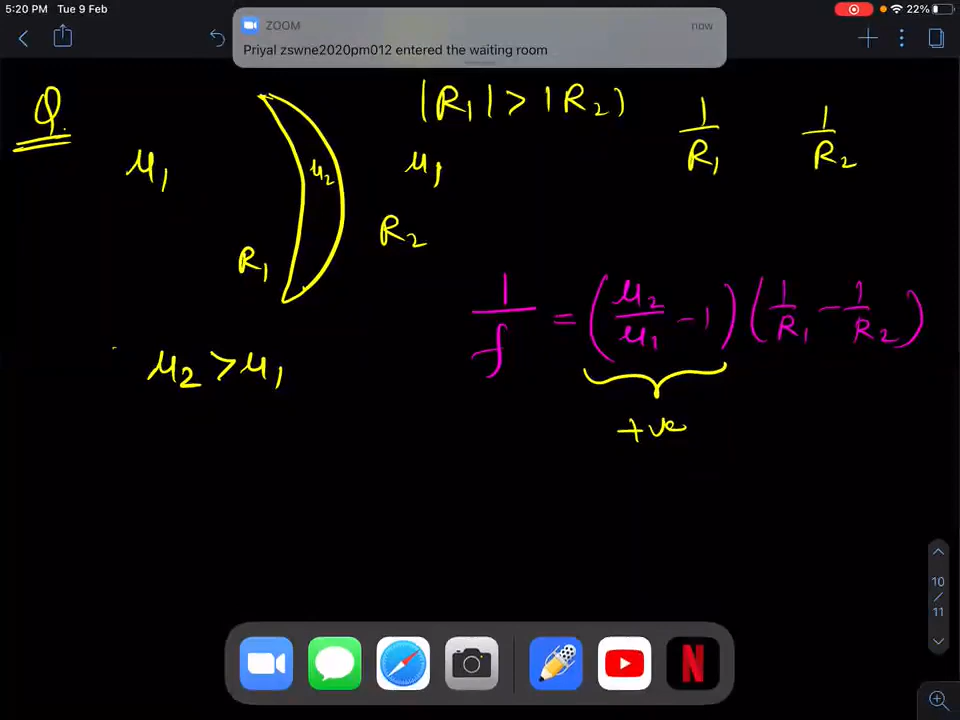 5:20 PM Tue 9 Feb
22%
ZOOM
now
Priyal zswne2020pm012 entered the waiting room
Q.
|R₁| > |R₂)
1/R₁ 1/R₂
μ₁ μ₂ μ₁
R₁ R₂
1/f = (μ₂/μ₁ - 1)(1/R₁ - 1/R₂)
μ₂ > μ₁
+ve
10
/
11
N